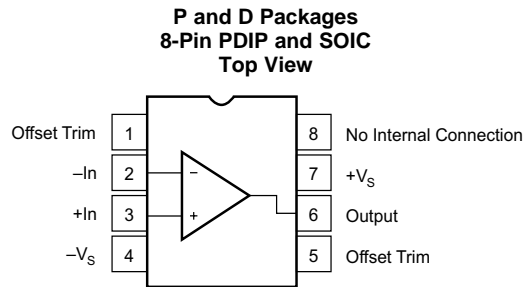 P and D Packages
8-Pin PDIP and SOIC
Top View
Offset Trim 1 8 No Internal Connection
–In 2 – 7 +VS
+In 3 + 6 Output
–VS 4 5 Offset Trim